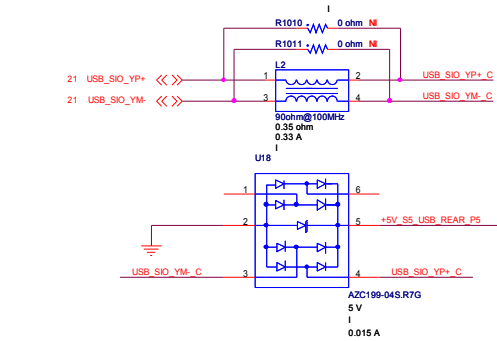 I
R1010 0 ohm NI
R1011 0 ohm NI
L2
21 USB_SIO_YP+ 1 2 USB_SIO_YP+_C
21 USB_SIO_YM- 3 4 USB_SIO_YM-_C
90ohm@100MHz
0.35 ohm
0.33 A
I
U18
1 6
2 5 +5V_S5_USB_REAR_P5
USB_SIO_YM-_C 3 4 USB_SIO_YP+_C
AZC199-04S.R7G
5 V
I
0.015 A